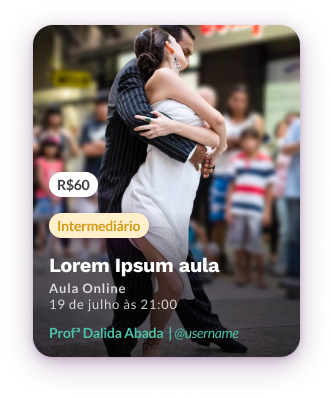 R$60
Intermediário
Lorem Ipsum aula
Aula Online
19 de julho às 21:00
Profª Dalida Abada | @username